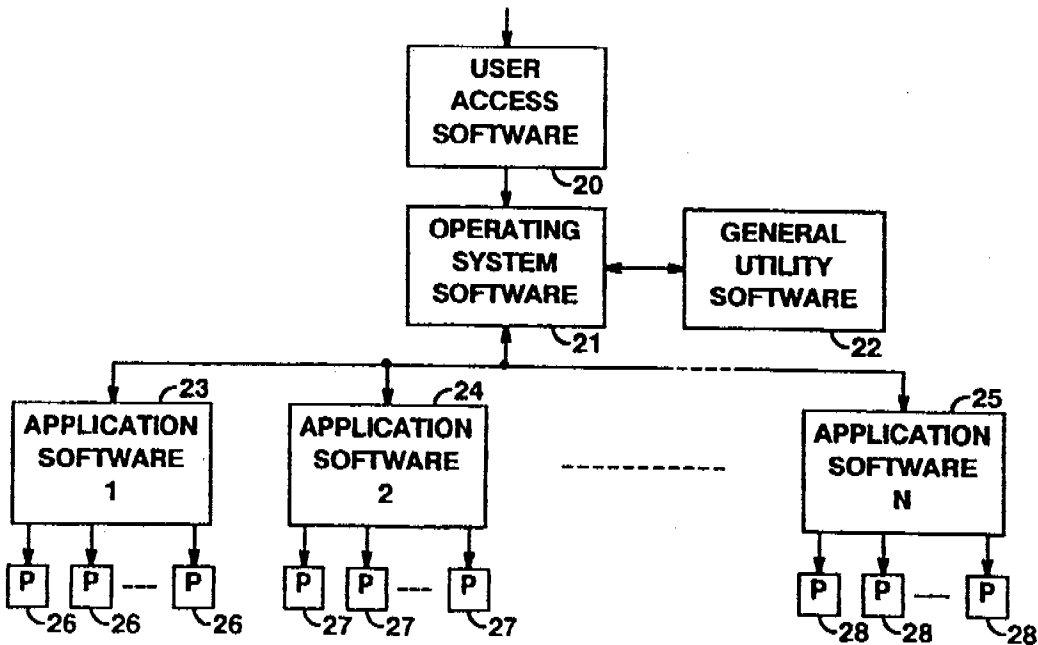 USER
ACCESS
SOFTWARE
20
OPERATING
SYSTEM
SOFTWARE
21
GENERAL
UTILITY
SOFTWARE
22
23
APPLICATION
SOFTWARE
1
24
APPLICATION
SOFTWARE
2
25
APPLICATION
SOFTWARE
N
P
P
P
26
26
26
P
P
P
27
27
27
P
P
P
28
28
28